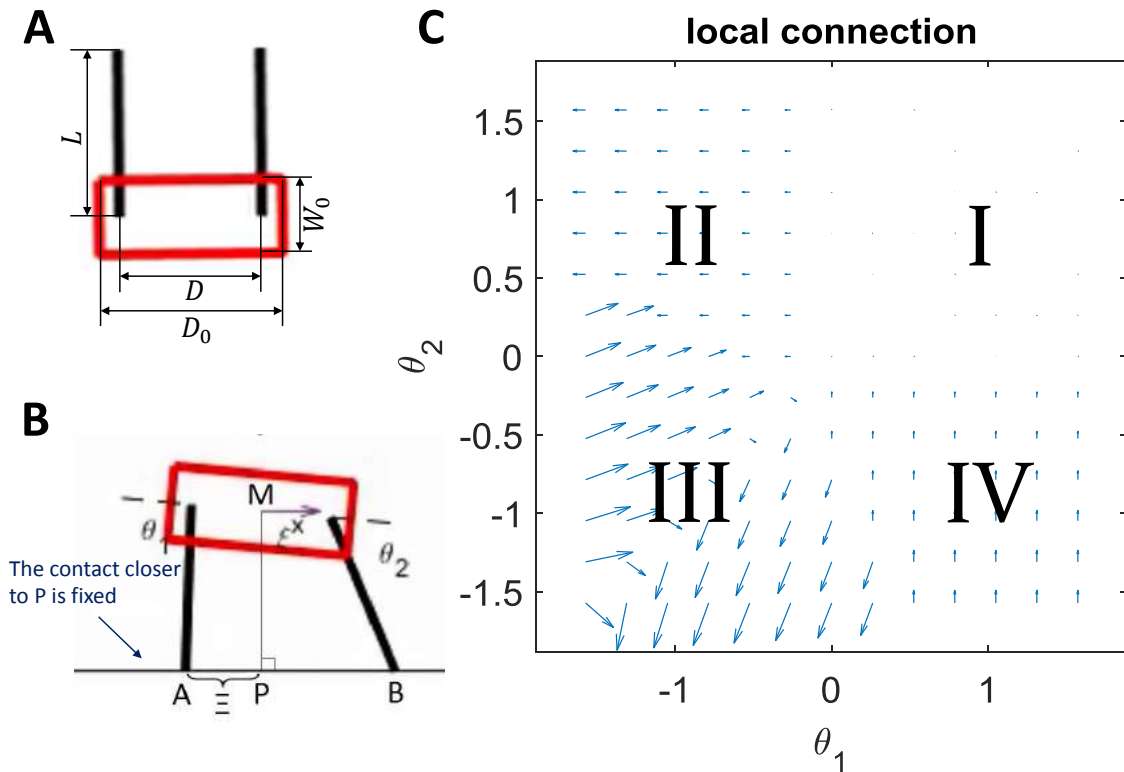 A
L
W₀
D
D₀
B
M
ξˣ
θ₁
θ₂
The contact closer
to P is fixed
A
Ξ
P
B
C
local connection
1.5
1
0.5
0
-0.5
-1
-1.5
θ₂
II
I
III
IV
-1
0
1
θ₁